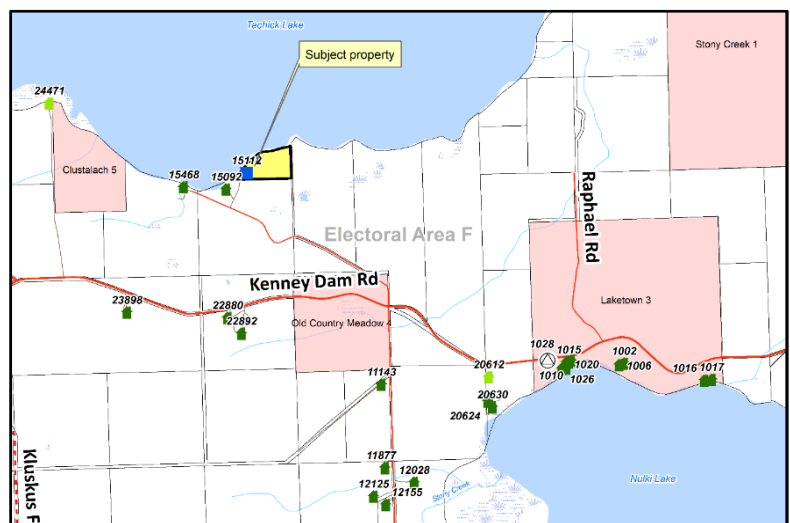 Tachick Lake
Stony Creek 1
Subject property
24471
15112
Clustalach 5
15468
15092
Raphael Rd
Electoral Area F
Kenney Dam Rd
23898
22880
22892
Old Country Meadow 4
Laketown 3
1028
1015
1002
1010
1020
1006
1026
1016
1017
20612
11143
20630
20624
Kluskus F
11877
12028
12125
12155
Stony Creek
Nulki Lake